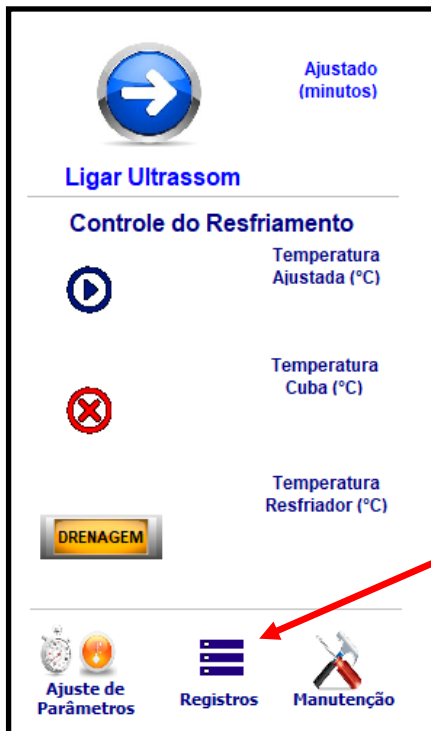 Ajustado
(minutos)
Ligar Ultrassom
Controle do Resfriamento
Temperatura
Ajustada (°C)
Temperatura
Cuba (°C)
Temperatura
Resfriador (°C)
DRENAGEM
Ajuste de
Parâmetros
Registros
Manutenção